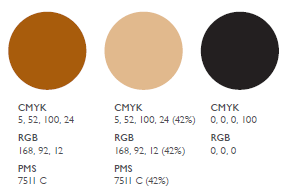 CMYK
5, 52, 100, 24
RGB
168, 92, 12
PMS
7511 C
CMYK
5, 52, 100, 24 (42%)
RGB
168, 92, 12 (42%)
PMS
7511 C (42%)
CMYK
0, 0, 0, 100
RGB
0, 0, 0